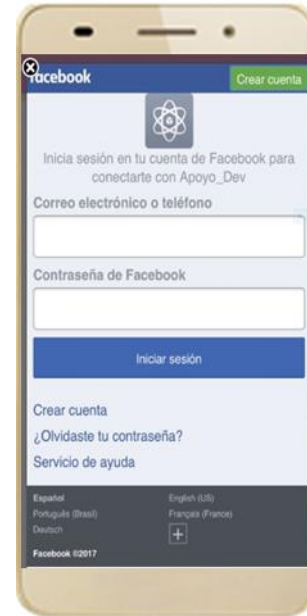 facebook
Crear cuenta
Inicia sesión en tu cuenta de Facebook para
conectarte con Apoyo_Dev
Correo electrónico o teléfono
Contraseña de Facebook
Iniciar sesión
Crear cuenta
¿Olvidaste tu contraseña?
Servicio de ayuda
Español
English (US)
Português (Brasil)
Français (France)
Deutsch
Facebook ©2017